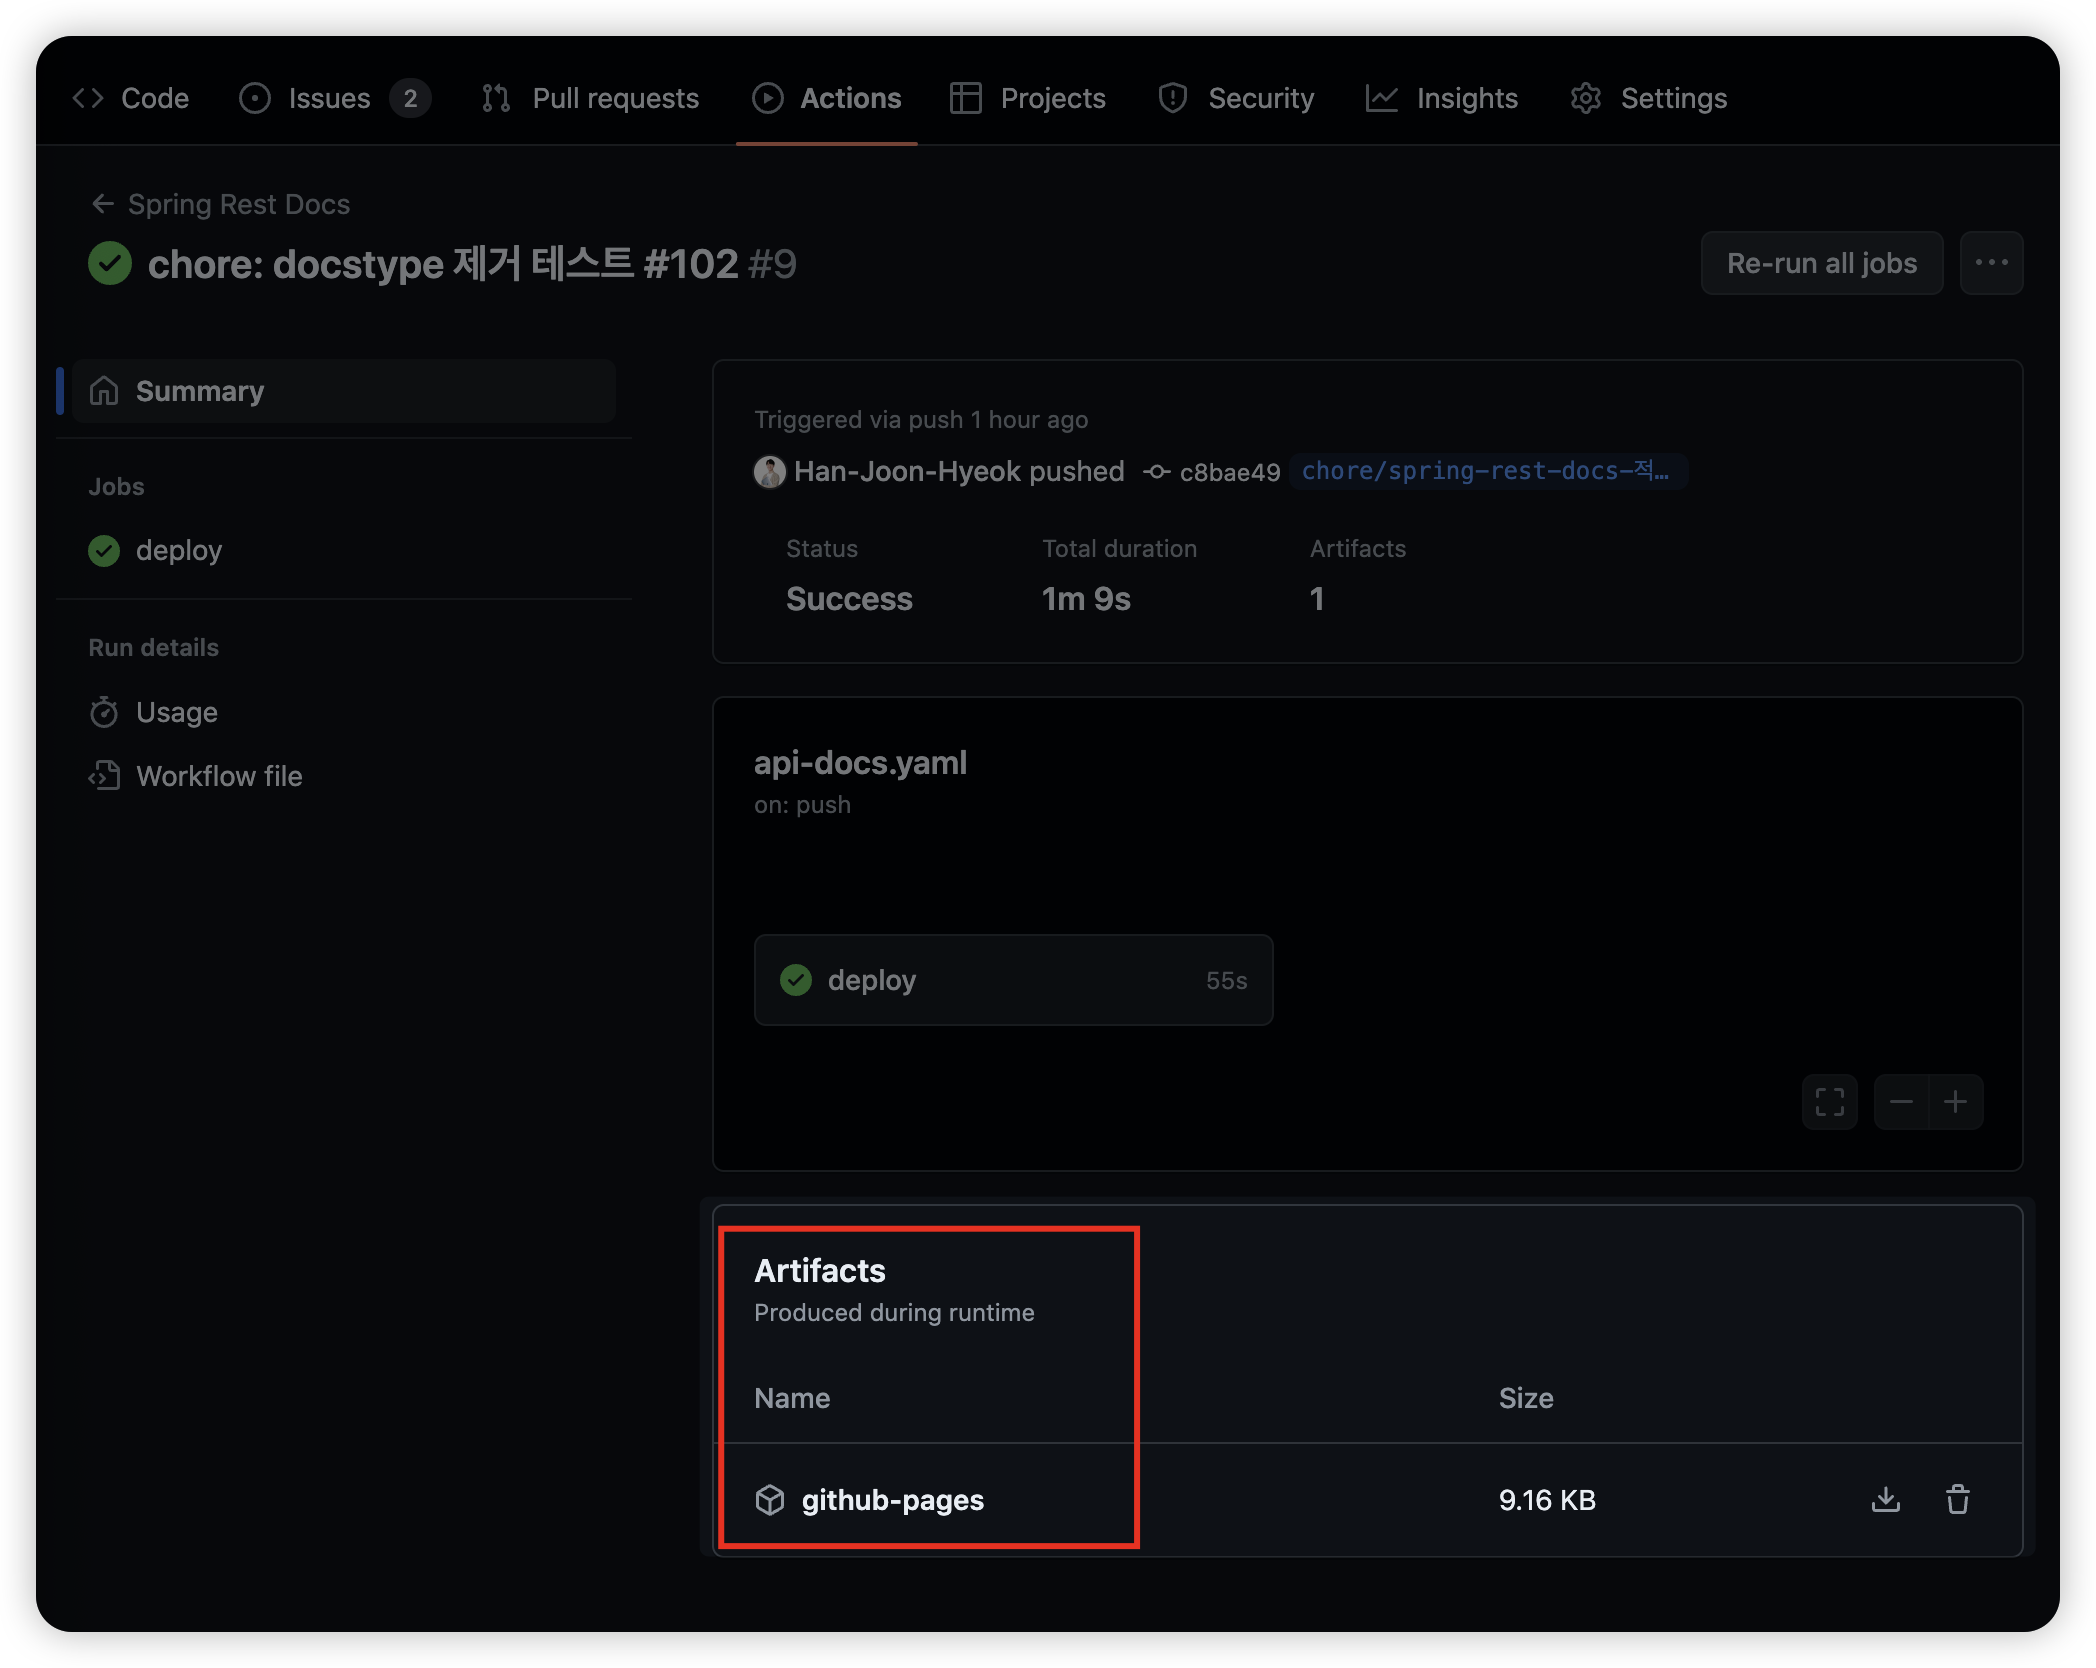 Code Issues 2 Pull requests Actions Projects Security Insights Settings
Spring Rest Docs
chore: docstype 제거 테스트 #102 #9
Re-run all jobs
Summary
Jobs
deploy
Run details
Usage
Workflow file
Triggered via push 1 hour ago
Han-Joon-Hyeok pushed c8bae49 chore/spring-rest-docs-적…
Status Total duration Artifacts
Success 1m 9s 1
api-docs.yaml
on: push
deploy 55s
Artifacts
Produced during runtime
Name Size
github-pages 9.16 KB